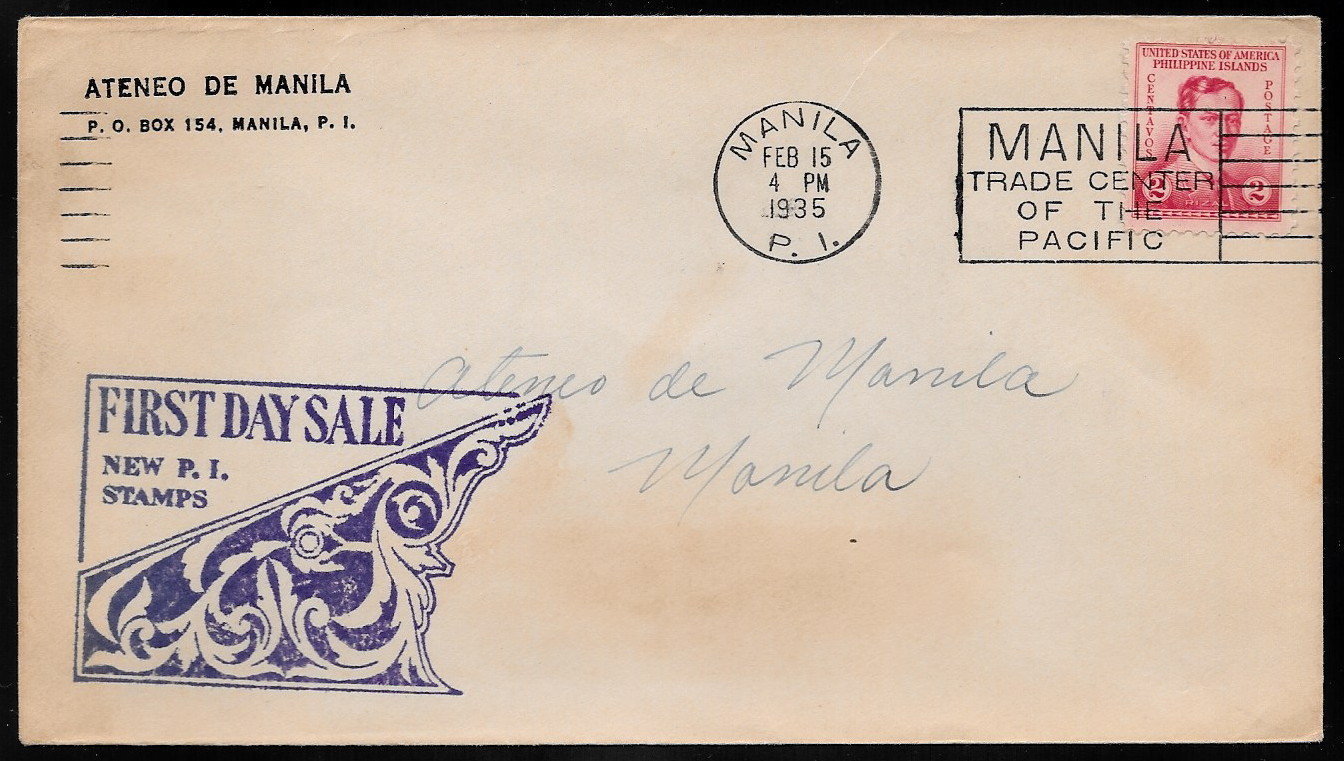 ATENEO DE MANILA
P. O. BOX 154, MANILA, P. I.
MANILA
FEB 15
4 PM
1935
P. I.
MANILA
TRADE CENTER
OF THE
PACIFIC
UNITED STATES OF AMERICA
PHILIPPINE ISLANDS
CENTAVOS
POSTAGE
2 2
RIZAL
Ateneo de Manila
Manila
FIRST DAY SALE
NEW P. I.
STAMPS